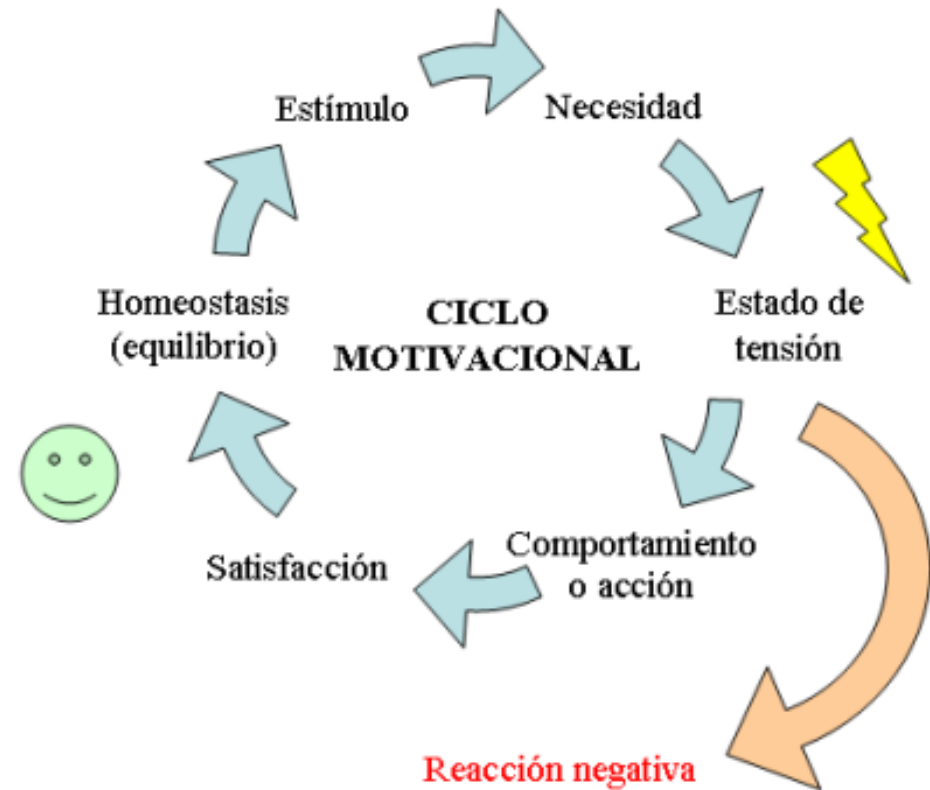 Estímulo
Necesidad
Homeostasis
(equilibrio)
CICLO
MOTIVACIONAL
Estado de
tensión
Satisfacción
Comportamiento
o acción
Reacción negativa